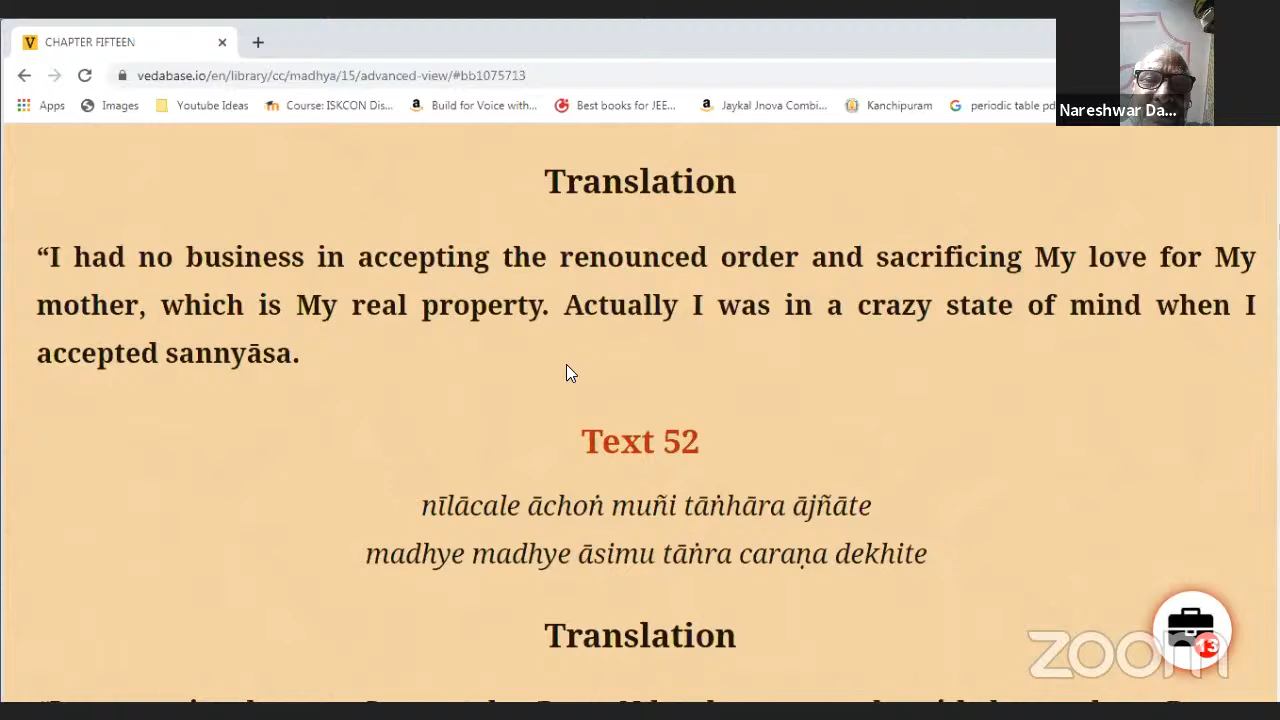 CHAPTER FIFTEEN
vedabase.io/en/library/cc/madhya/15/advanced-view/#bb1075713
Apps Images Youtube Ideas Course: ISKCON Dis... Build for Voice with... Best books for JEE... Jaykal Jnova Combi... Kanchipuram periodic table pd
Nareshwar Da...
Translation
“I had no business in accepting the renounced order and sacrificing My love for My
mother, which is My real property. Actually I was in a crazy state of mind when I
accepted sannyāsa.
Text 52
nīlācale āchoṅ muñi tāṅhāra ājñāte
madhye madhye āsimu tāṅra caraṇa dekhite
Translation
13
zoom